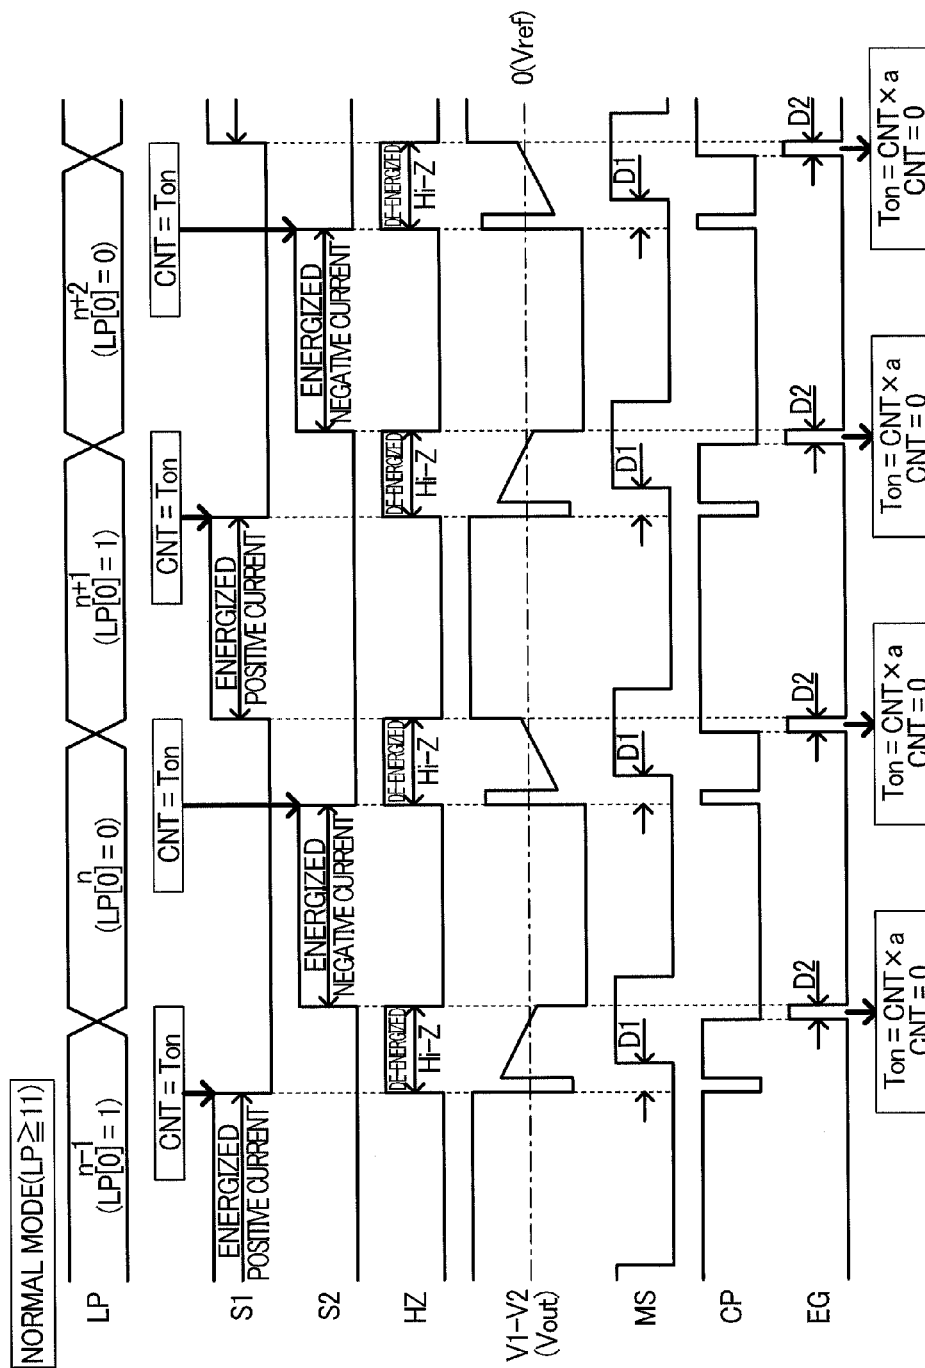 NORMAL MODE(LP≧11)
LP
n-1
(LP[0]=1)
n
(LP[0]=0)
n+1
(LP[0]=1)
n+2
(LP[0]=0)
CNT=Ton
CNT=Ton
CNT=Ton
CNT=Ton
S1
ENERGIZED
POSITIVE CURRENT
ENERGIZED
POSITIVE CURRENT
S2
ENERGIZED
NEGATIVE CURRENT
ENERGIZED
NEGATIVE CURRENT
HZ
DE-ENERGIZED
Hi-Z
DE-ENERGIZED
Hi-Z
DE-ENERGIZED
Hi-Z
DE-ENERGIZED
Hi-Z
V1-V2
(Vout)
0(Vref)
MS
D1
D1
D1
D1
CP
EG
D2
D2
D2
D2
Ton=CNT×a
CNT=0
Ton=CNT×a
CNT=0
Ton=CNT×a
CNT=0
Ton=CNT×a
CNT=0